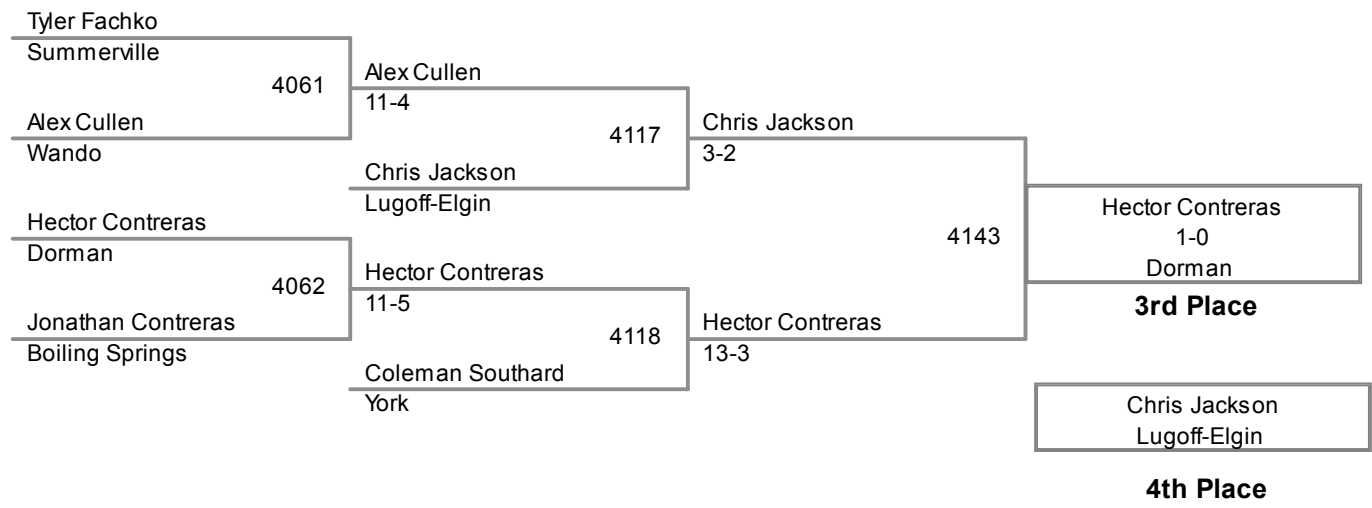 Tyler Fachko
Summerville
4061
Alex Cullen
Wando
Hector Contreras
Dorman
4062
Jonathan Contreras
Boiling Springs
Alex Cullen
11-4
4117
Chris Jackson
Lugoff-Elgin
Hector Contreras
11-5
4118
Coleman Southard
York
Chris Jackson
3-2
4143
Hector Contreras
13-3
Hector Contreras
1-0
Dorman
3rd Place
Chris Jackson
Lugoff-Elgin
4th Place